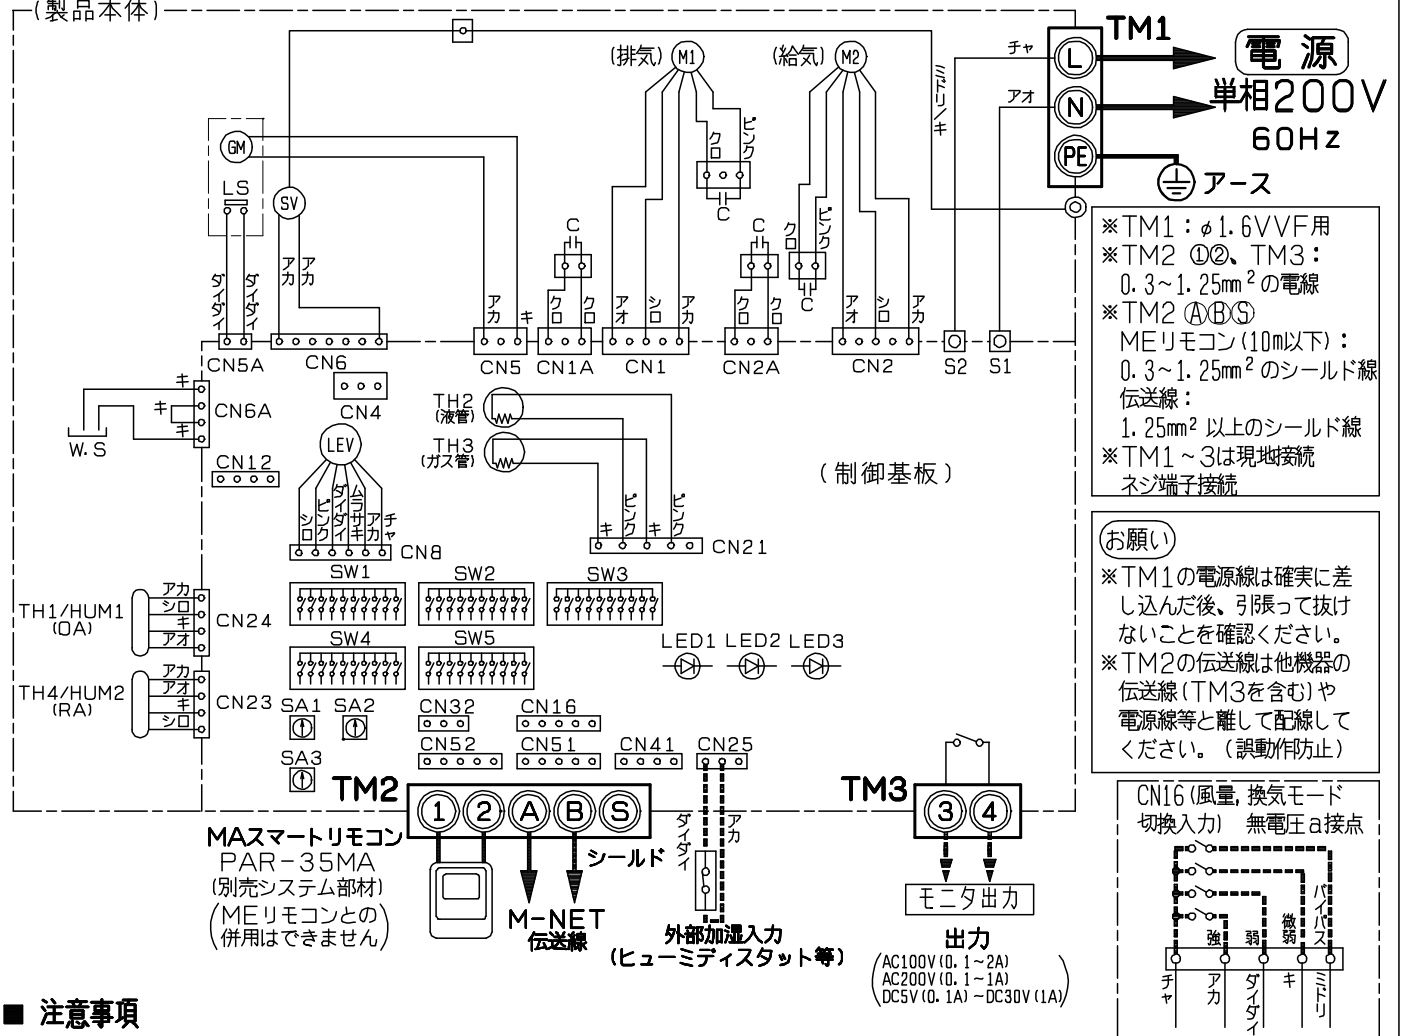 (製品本体)
TM1
電源
単相200V
60Hz
アース
L
N
PE
チャ
アオ
ミドリ/キ
(排気)
M1
(給気)
M2
GM
LS
SV
ピンク
クロ
C
C
C
クロ
ピンク
C
ダイダイ
ダイダイ
アカ
アカ
アカ
キ
クロ
クロ
アオ
シロ
アカ
クロ
クロ
アオ
シロ
アカ
CN5A
CN6
CN5
CN1A
CN1
CN2A
CN2
S2
S1
CN4
キ
キ
キ
CN6A
W.S
CN12
LEV
シロ
ピンク
ダイダイ
ムラサキ
アカ
チャ
CN8
TH2
(液管)
TH3
(ガス管)
キ
ピンク
キ
ピンク
CN21
(制御基板)
SW1
SW2
SW3
SW4
SW5
LED1
LED2
LED3
TH1/HUM1
(OA)
アカ
シロ
キ
アオ
CN24
TH4/HUM2
(RA)
アカ
アオ
キ
シロ
CN23
SA1
SA2
SA3
CN32
CN16
CN52
CN51
CN41
CN25
TM2
1
2
A
B
S
TM3
3
4
MAスマートリモコン
PAR-35MA
(別売システム部材)
(MEリモコンとの
併用はできません)
シールド
M-NET
伝送線
ダイダイ
アカ
外部加湿入力
(ヒューミディスタット等)
モニタ出力
出力
(AC100V(0.1~2A)
AC200V(0.1~1A)
DC5V(0.1A)~DC30V(1A))
※TM1:φ1.6VVF用
※TM2 ①②、TM3:
0.3~1.25mm²の電線
※TM2 ⒶⒷⓈ
MEリモコン(10m以下):
0.3~1.25mm²のシールド線
伝送線:
1.25mm²以上のシールド線
※TM1~3は現地接続
ネジ端子接続
お願い
※TM1の電源線は確実に差
し込んだ後、引張って抜け
ないことを確認ください。
※TM2の伝送線は他機器の
伝送線(TM3を含む)や
電源線等と離して配線して
ください。(誤動作防止)
CN16(風量,換気モード
切換入力) 無電圧a接点
強
弱
微弱
バイパス
チャ
アカ
ダイダイ
キ
ミドリ
■ 注意事項